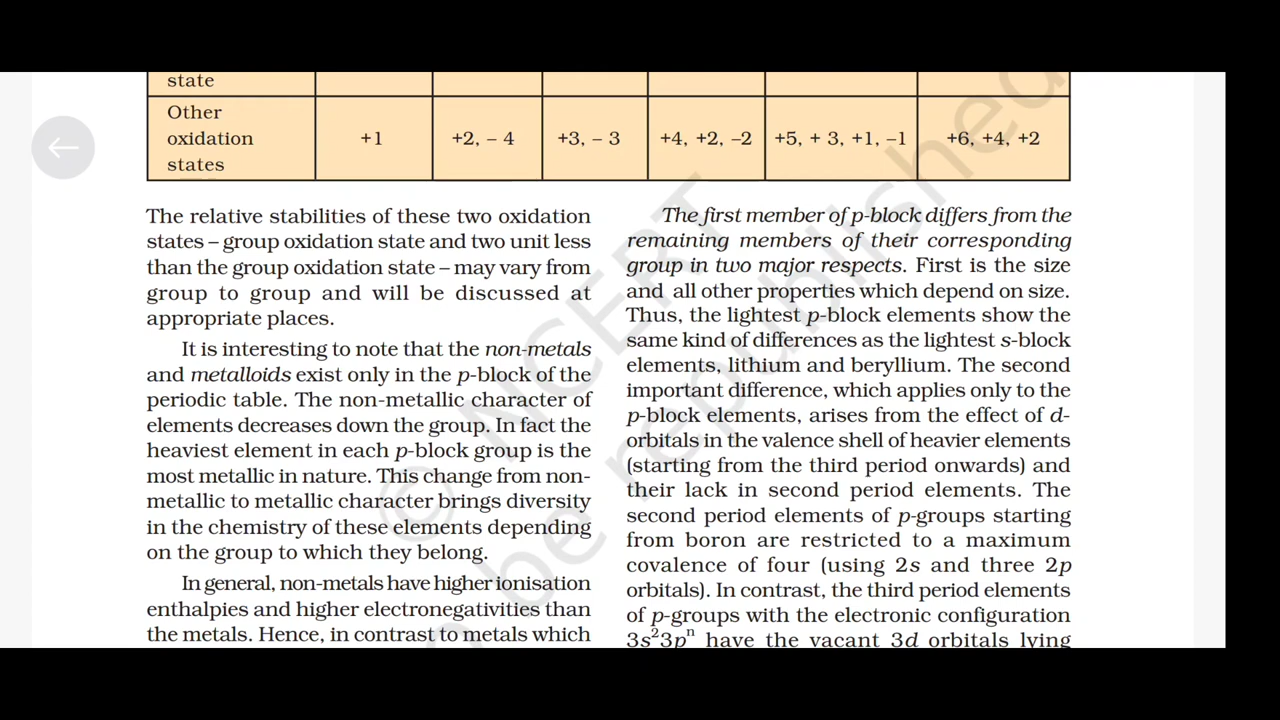 state
Other
oxidation
states
+1
+2, – 4
+3, – 3
+4, +2, –2
+5, + 3, +1, –1
+6, +4, +2
The relative stabilities of these two oxidation
states – group oxidation state and two unit less
than the group oxidation state – may vary from
group to group and will be discussed at
appropriate places.
It is interesting to note that the non-metals
and metalloids exist only in the p-block of the
periodic table. The non-metallic character of
elements decreases down the group. In fact the
heaviest element in each p-block group is the
most metallic in nature. This change from non-
metallic to metallic character brings diversity
in the chemistry of these elements depending
on the group to which they belong.
In general, non-metals have higher ionisation
enthalpies and higher electronegativities than
the metals. Hence, in contrast to metals which
The first member of p-block differs from the
remaining members of their corresponding
group in two major respects. First is the size
and all other properties which depend on size.
Thus, the lightest p-block elements show the
same kind of differences as the lightest s-block
elements, lithium and beryllium. The second
important difference, which applies only to the
p-block elements, arises from the effect of d-
orbitals in the valence shell of heavier elements
(starting from the third period onwards) and
their lack in second period elements. The
second period elements of p-groups starting
from boron are restricted to a maximum
covalence of four (using 2s and three 2p
orbitals). In contrast, the third period elements
of p-groups with the electronic configuration
3s²3pⁿ have the vacant 3d orbitals lying
© NCERT
be republished